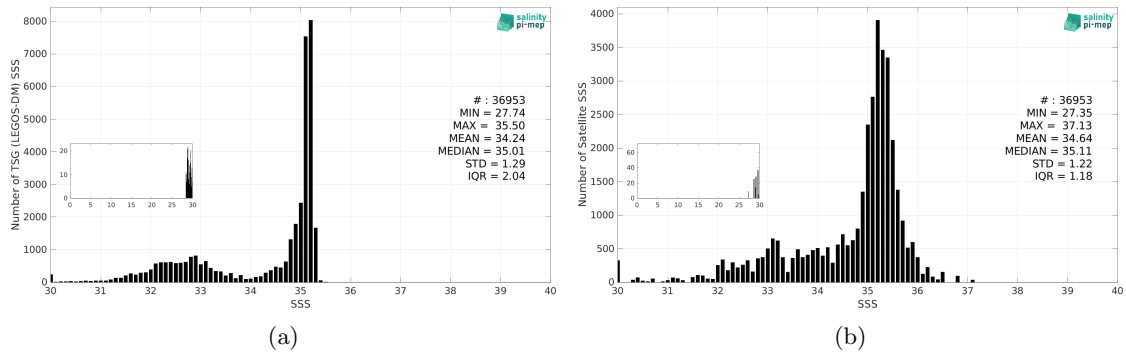 salinity
pi-mep
Number of TSG (LEGOS-DM) SSS
8000
7000
6000
5000
4000
3000
2000
1000
0
# : 36953
MIN = 27.74
MAX = 35.50
MEAN = 34.24
MEDIAN = 35.01
STD = 1.29
IQR = 2.04
20
10
0
0 5 10 15 20 25 30
30 31 32 33 34 35 36 37 38 39 40
SSS
(a)
salinity
pi-mep
Number of Satellite SSS
4000
3500
3000
2500
2000
1500
1000
500
0
# : 36953
MIN = 27.35
MAX = 37.13
MEAN = 34.64
MEDIAN = 35.11
STD = 1.22
IQR = 1.18
60
40
20
0
0 5 10 15 20 25 30
30 31 32 33 34 35 36 37 38 39 40
SSS
(b)